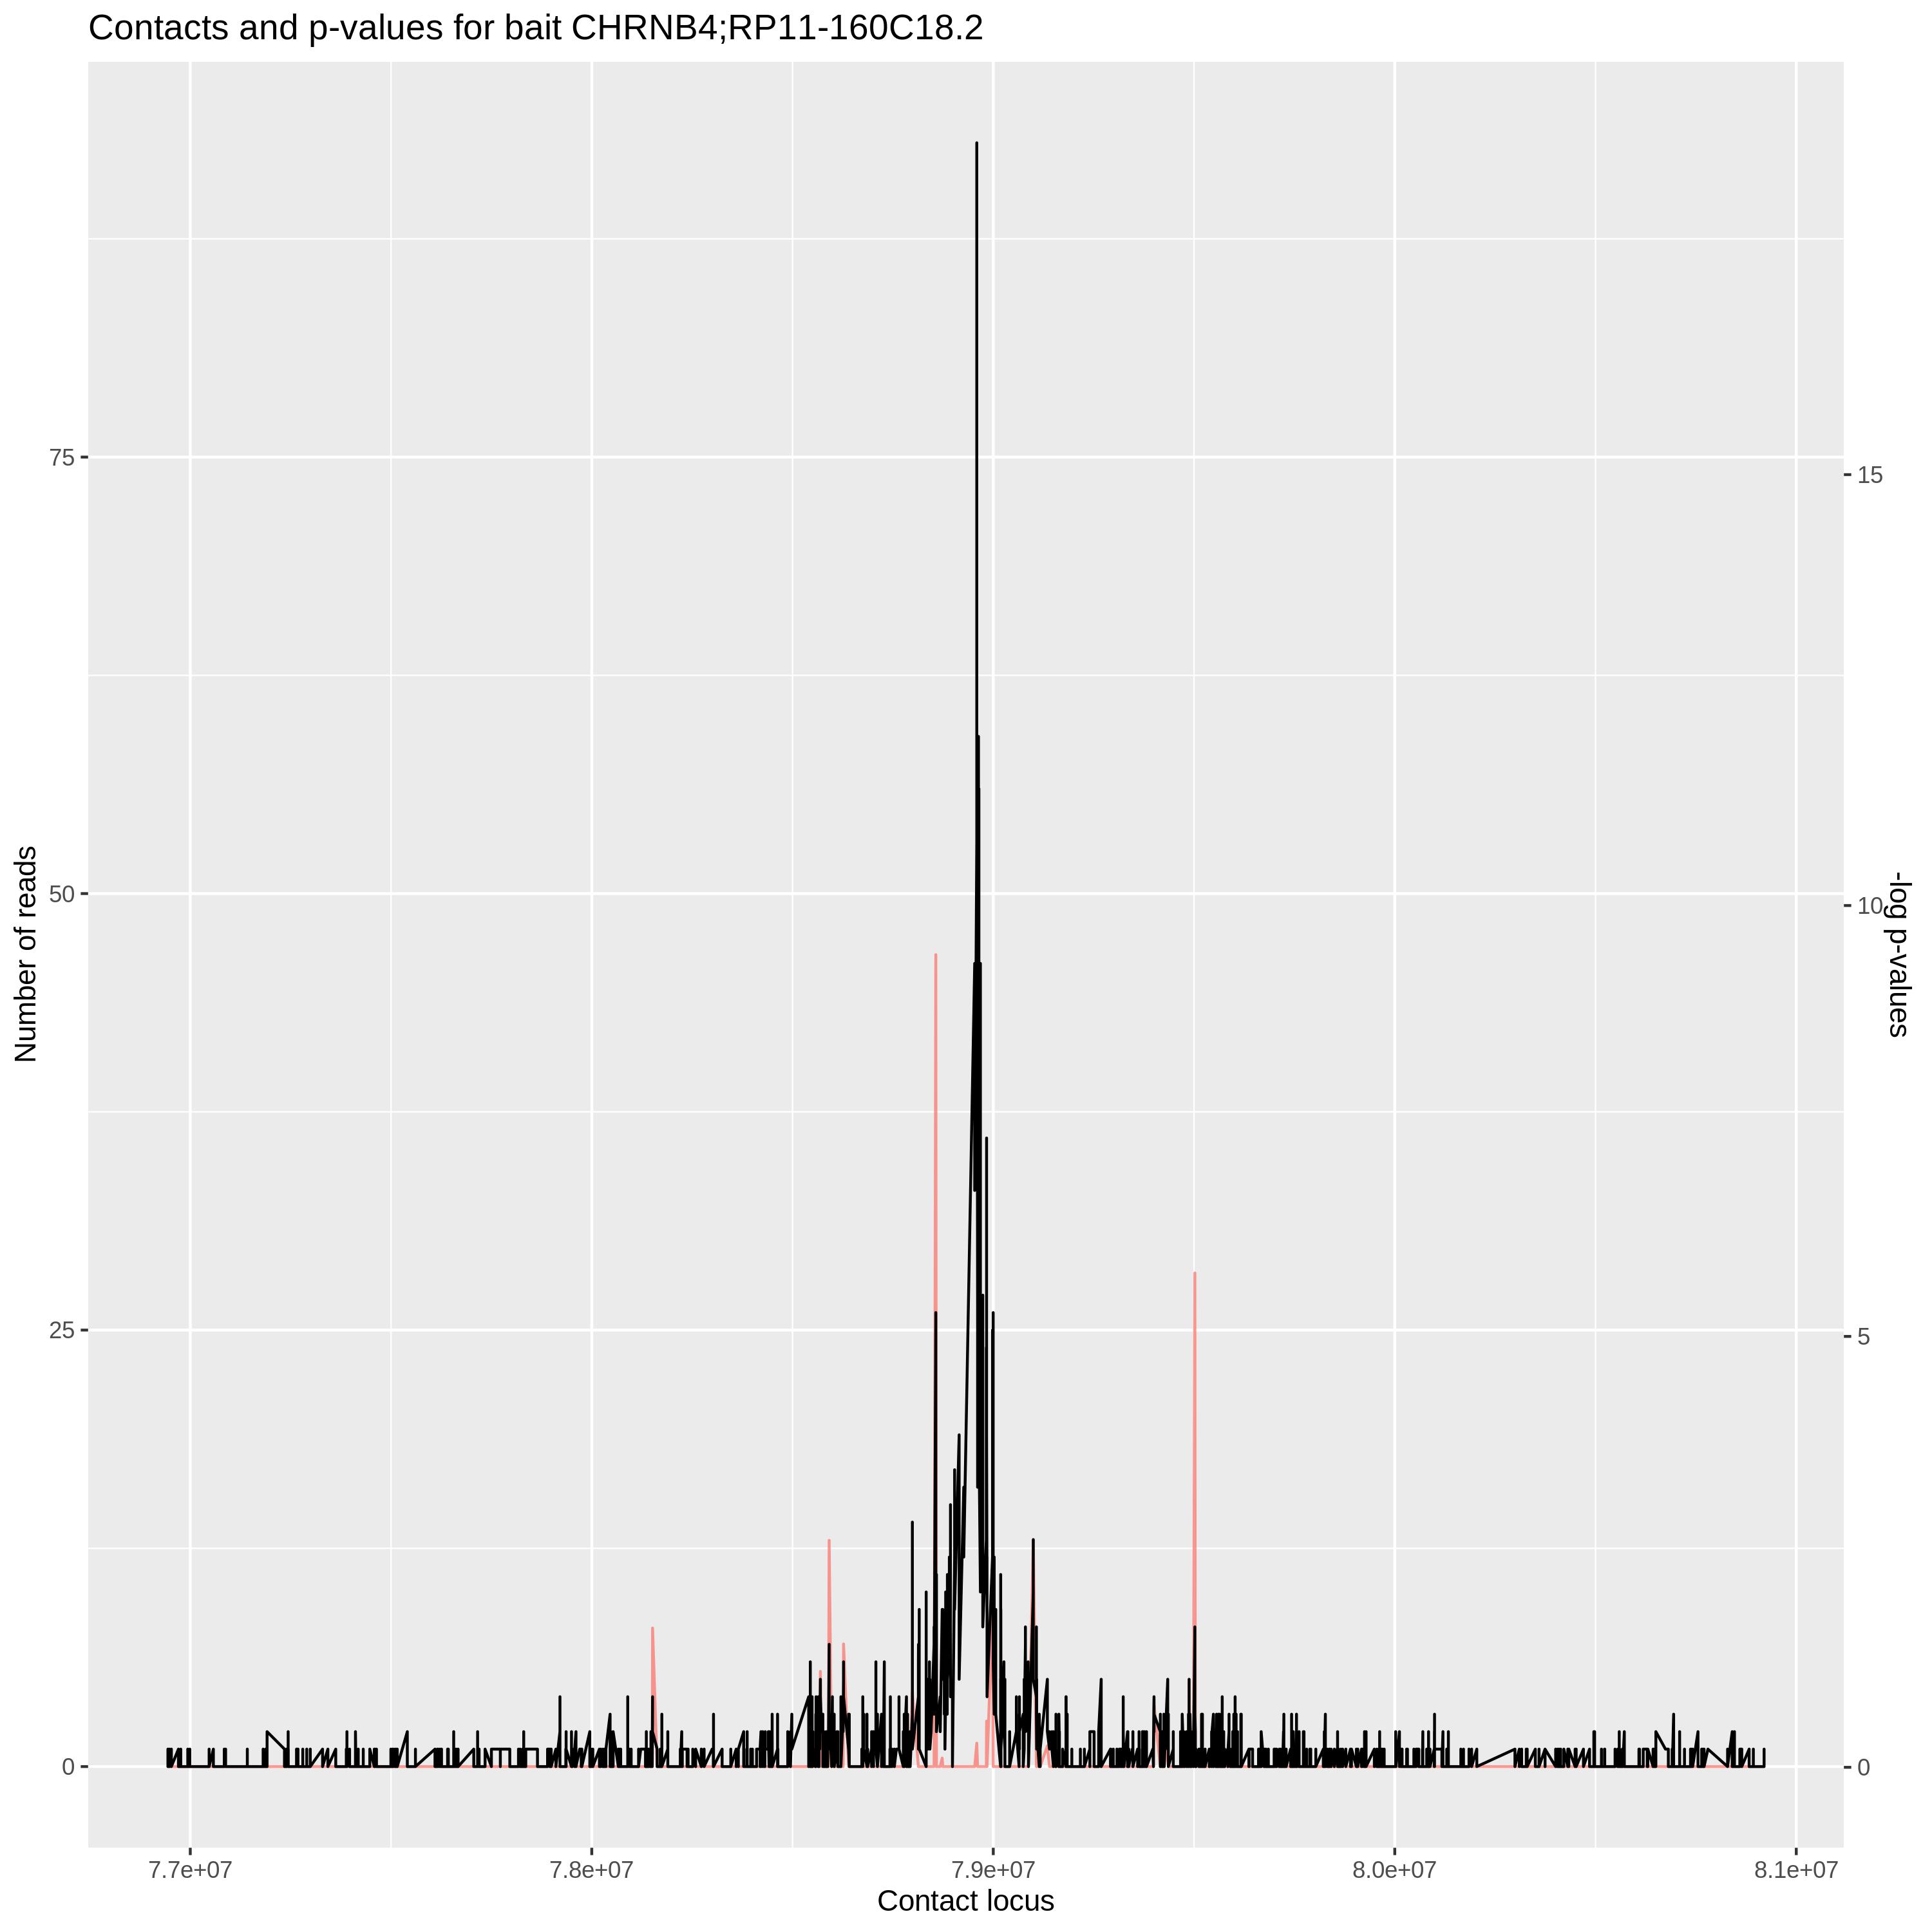 Contacts and p-values for bait CHRNB4;RP11-160C18.2
75
50
25
0
Number of reads
15
10
5
0
-log p-values
7.7e+07
7.8e+07
7.9e+07
8.0e+07
8.1e+07
Contact locus